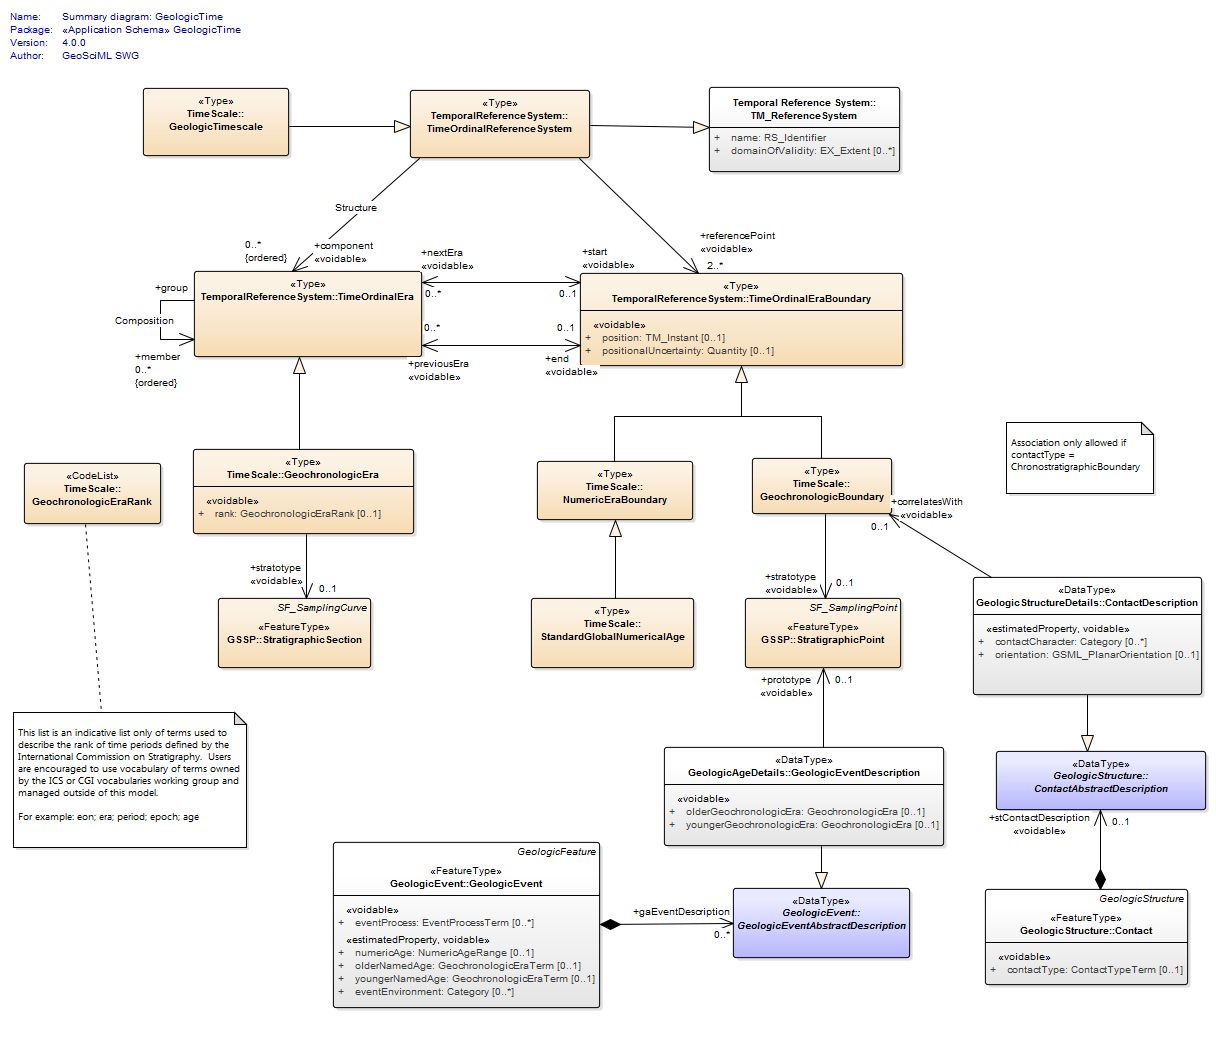 Name: Summary diagram: GeologicTime
Package: «Application Schema» GeologicTime
Version: 4.0.0
Author: GeoSciML SWG
«Type»
TimeScale::
GeologicTimescale
«Type»
TemporalReferenceSystem::
TimeOrdinalReferenceSystem
Temporal Reference System::
TM_ReferenceSystem
+ name: RS_Identifier
+ domainOfValidity: EX_Extent [0..*]
Structure
0..*
{ordered}
+component
«voidable»
+nextEra
«voidable»
0..*
+start
«voidable»
0..1
+referencePoint
«voidable»
2..*
+group
Composition
+member
0..*
{ordered}
«Type»
TemporalReferenceSystem::TimeOrdinalEra
0..*
+previousEra
«voidable»
0..1
+end
«voidable»
«Type»
TemporalReferenceSystem::TimeOrdinalEraBoundary
«voidable»
+ position: TM_Instant [0..1]
+ positionalUncertainty: Quantity [0..1]
Association only allowed if
contactType =
ChronostratigraphicBoundary
«CodeList»
TimeScale::
GeochronologicEraRank
«Type»
TimeScale::GeochronologicEra
«voidable»
+ rank: GeochronologicEraRank [0..1]
«Type»
TimeScale::
NumericEraBoundary
«Type»
TimeScale::
GeochronologicBoundary
+correlatesWith
«voidable»
0..1
+stratotype
«voidable»
0..1
SF_SamplingCurve
«FeatureType»
GSSP::StratigraphicSection
«Type»
TimeScale::
StandardGlobalNumericalAge
+stratotype
«voidable»
0..1
SF_SamplingPoint
«FeatureType»
GSSP::StratigraphicPoint
«DataType»
GeologicStructureDetails::ContactDescription
«estimatedProperty, voidable»
+ contactCharacter: Category [0..*]
+ orientation: GSML_PlanarOrientation [0..1]
+prototype
«voidable»
0..1
This list is an indicative list only of terms used to
describe the rank of time periods defined by the
International Commission on Stratigraphy. Users
are encouraged to use vocabulary of terms owned
by the ICS or CGI vocabularies working group and
managed outside of this model.
For example: eon; era; period; epoch; age
«DataType»
GeologicAgeDetails::GeologicEventDescription
«voidable»
+ olderGeochronologicEra: GeochronologicEra [0..1]
+ youngerGeochronologicEra: GeochronologicEra [0..1]
«DataType»
GeologicStructure::
ContactAbstractDescription
+stContactDescription
«voidable»
0..1
GeologicFeature
«FeatureType»
GeologicEvent::GeologicEvent
«voidable»
+ eventProcess: EventProcessTerm [0..*]
«estimatedProperty, voidable»
+ numericAge: NumericAgeRange [0..1]
+ olderNamedAge: GeochronologicEraTerm [0..1]
+ youngerNamedAge: GeochronologicEraTerm [0..1]
+ eventEnvironment: Category [0..*]
+gaEventDescription
0..*
«DataType»
GeologicEvent::
GeologicEventAbstractDescription
GeologicStructure
«FeatureType»
GeologicStructure::Contact
«voidable»
+ contactType: ContactTypeTerm [0..1]